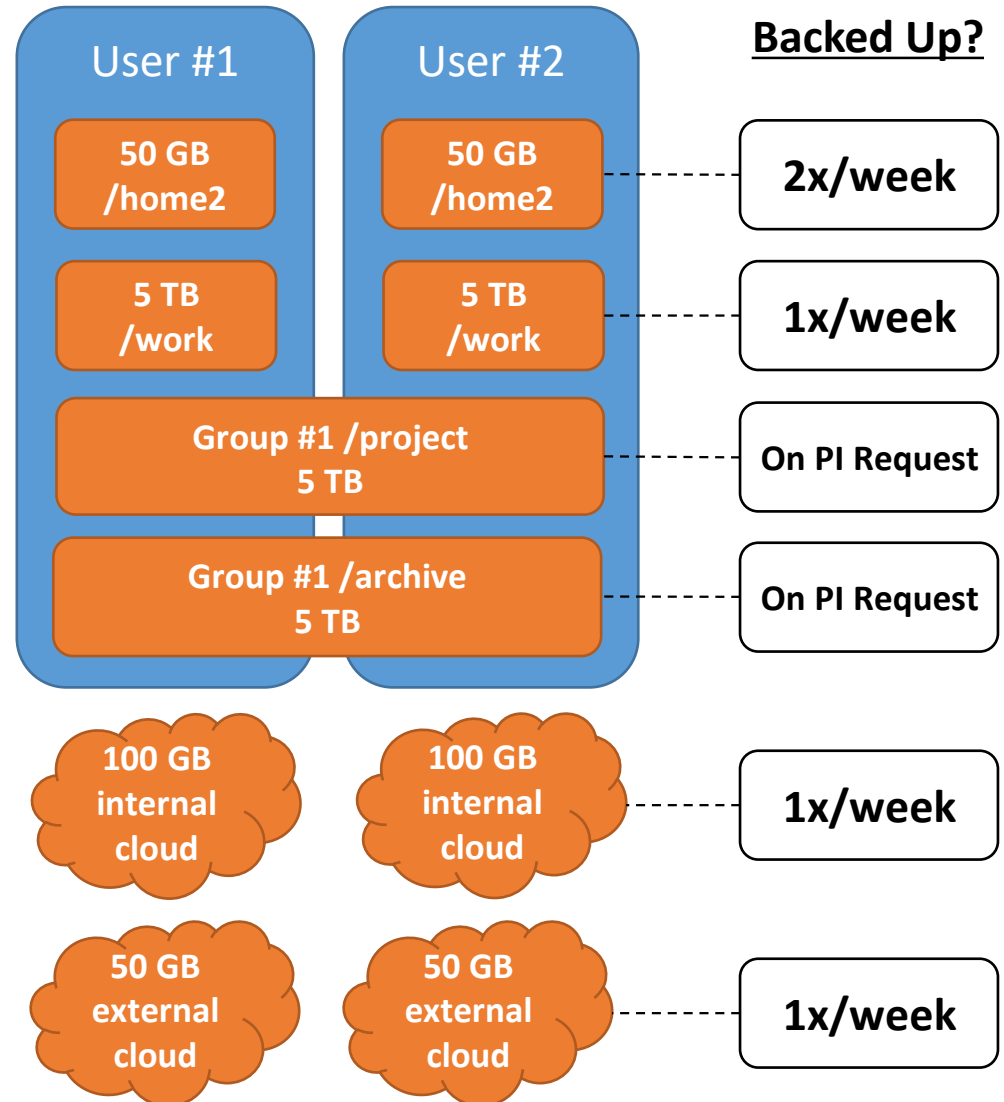 User #1
User #2
Backed Up?
50 GB
/home2
50 GB
/home2
2x/week
5 TB
/work
5 TB
/work
1x/week
Group #1 /project
5 TB
On PI Request
Group #1 /archive
5 TB
On PI Request
100 GB
internal
cloud
100 GB
internal
cloud
1x/week
50 GB
external
cloud
50 GB
external
cloud
1x/week